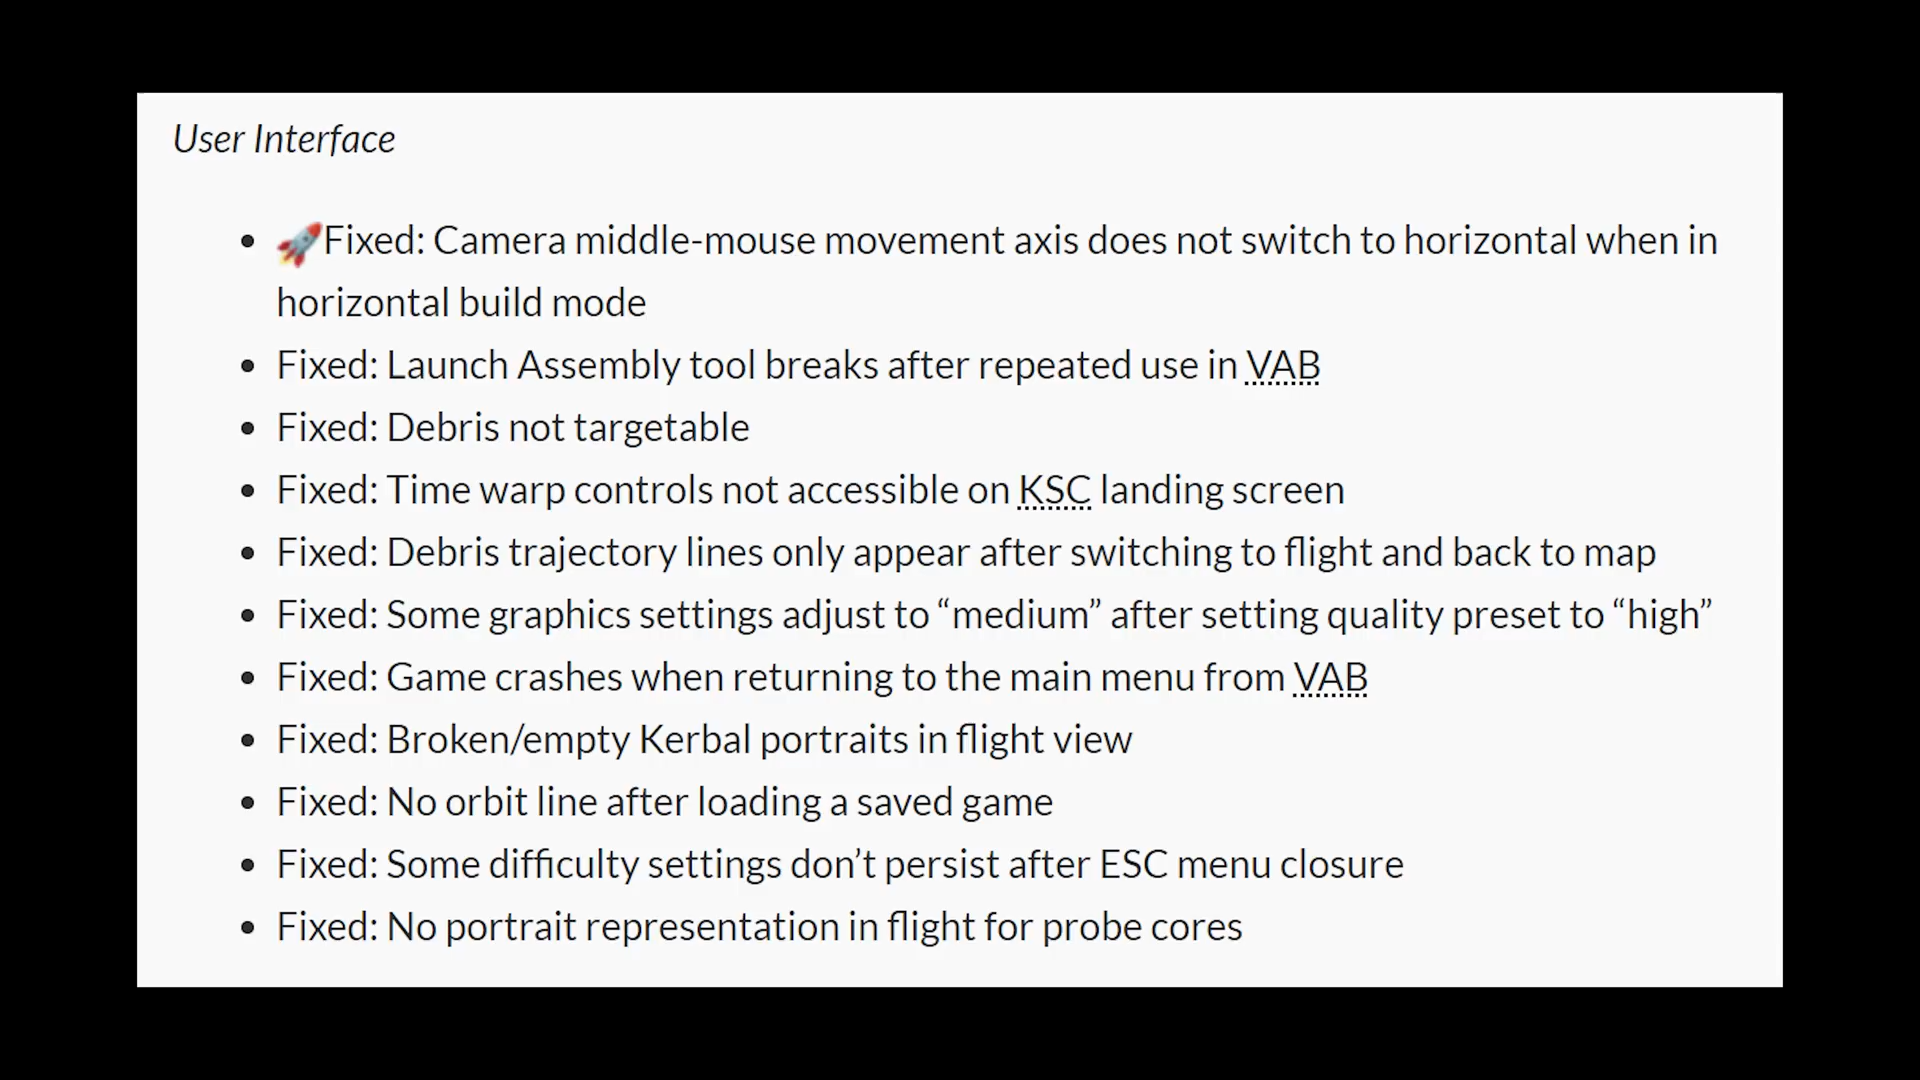 User Interface
• 🚀Fixed: Camera middle-mouse movement axis does not switch to horizontal when in
horizontal build mode
• Fixed: Launch Assembly tool breaks after repeated use in VAB
• Fixed: Debris not targetable
• Fixed: Time warp controls not accessible on KSC landing screen
• Fixed: Debris trajectory lines only appear after switching to flight and back to map
• Fixed: Some graphics settings adjust to “medium” after setting quality preset to “high”
• Fixed: Game crashes when returning to the main menu from VAB
• Fixed: Broken/empty Kerbal portraits in flight view
• Fixed: No orbit line after loading a saved game
• Fixed: Some difficulty settings don’t persist after ESC menu closure
• Fixed: No portrait representation in flight for probe cores